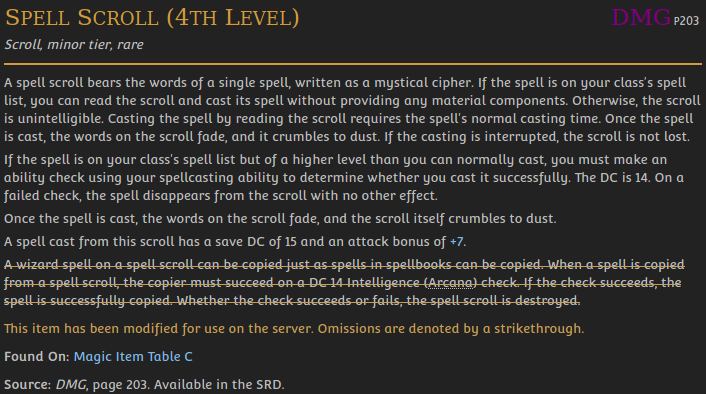 SPELL SCROLL (4TH LEVEL)
DMG P203
Scroll, minor tier, rare
A spell scroll bears the words of a single spell, written as a mystical cipher. If the spell is on your class's spell
list, you can read the scroll and cast its spell without providing any material components. Otherwise, the scroll
is unintelligible. Casting the spell by reading the scroll requires the spell's normal casting time. Once the spell
is cast, the words on the scroll fade, and it crumbles to dust. If the casting is interrupted, the scroll is not lost.
If the spell is on your class's spell list but of a higher level than you can normally cast, you must make an
ability check using your spellcasting ability to determine whether you cast it successfully. The DC is 14. On a
failed check, the spell disappears from the scroll with no other effect.
Once the spell is cast, the words on the scroll fade, and the scroll itself crumbles to dust.
A spell cast from this scroll has a save DC of 15 and an attack bonus of +7.
A wizard spell on a spell scroll can be copied just as spells in spellbooks can be copied. When a spell is copied
from a spell scroll, the copier must succeed on a DC 14 Intelligence (Arcana) check. If the check succeeds, the
spell is successfully copied. Whether the check succeeds or fails, the spell scroll is destroyed.
This item has been modified for use on the server. Omissions are denoted by a strikethrough.
Found On: Magic Item Table C
Source: DMG, page 203. Available in the SRD.